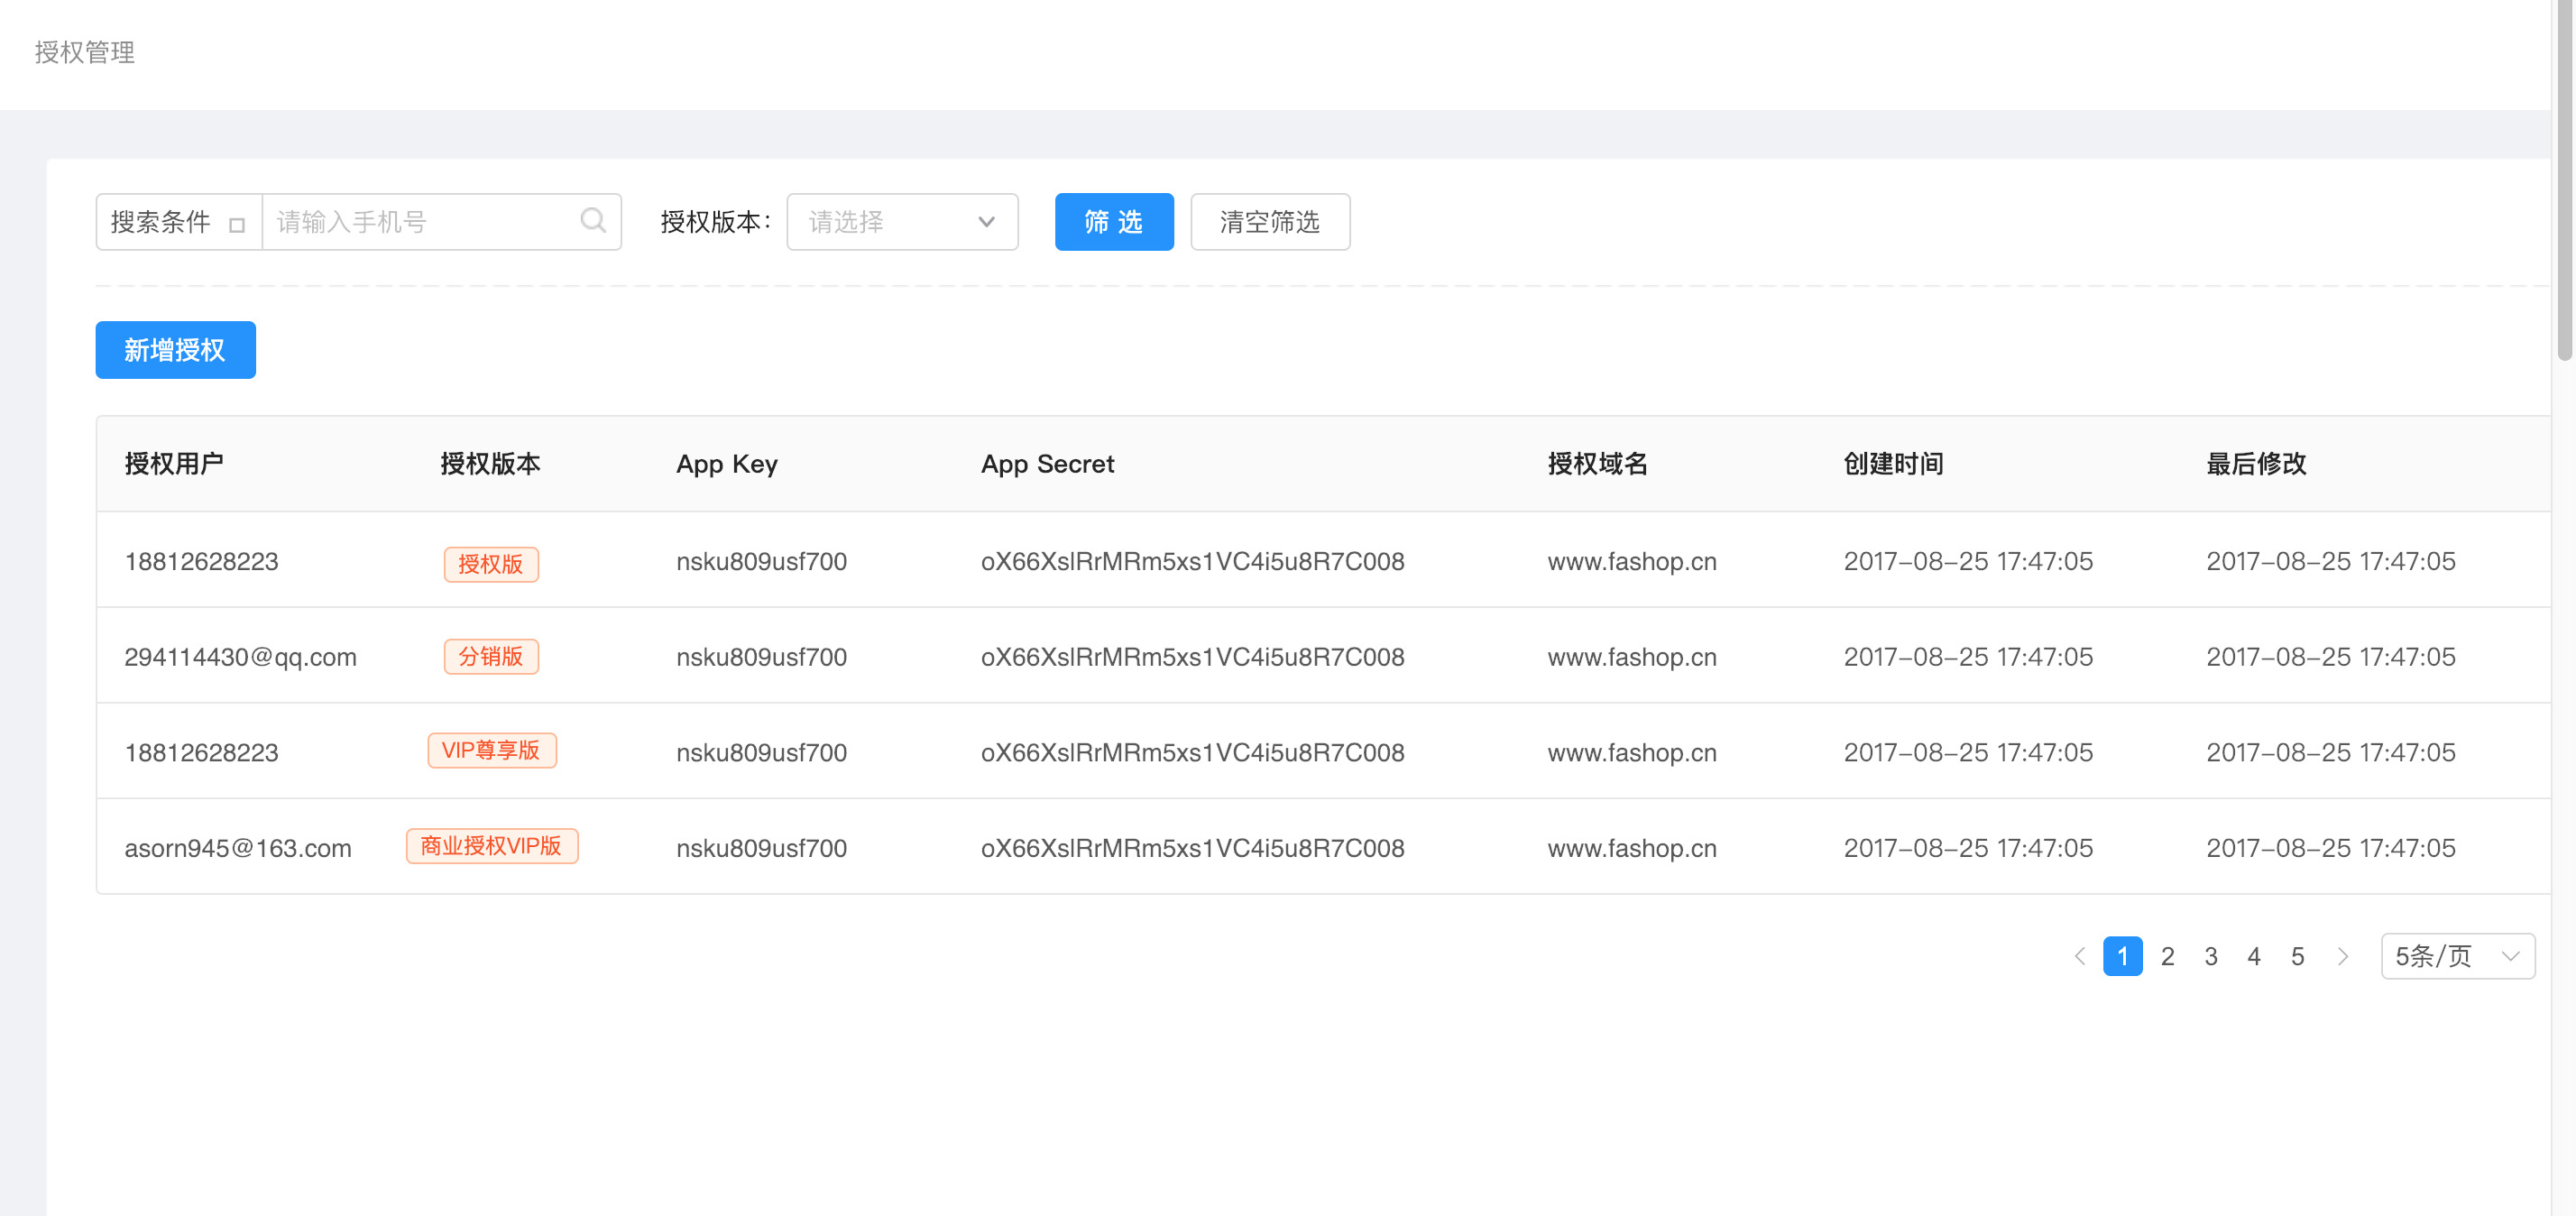 授权管理
搜索条件 请输入手机号 授权版本: 请选择 筛 选 清空筛选
新增授权
授权用户 授权版本 App Key App Secret 授权域名 创建时间 最后修改
18812628223 授权版 nsku809usf700 oX66XslRrMRm5xs1VC4i5u8R7C008 www.fashop.cn 2017-08-25 17:47:05 2017-08-25 17:47:05
294114430@qq.com 分销版 nsku809usf700 oX66XslRrMRm5xs1VC4i5u8R7C008 www.fashop.cn 2017-08-25 17:47:05 2017-08-25 17:47:05
18812628223 VIP尊享版 nsku809usf700 oX66XslRrMRm5xs1VC4i5u8R7C008 www.fashop.cn 2017-08-25 17:47:05 2017-08-25 17:47:05
asorn945@163.com 商业授权VIP版 nsku809usf700 oX66XslRrMRm5xs1VC4i5u8R7C008 www.fashop.cn 2017-08-25 17:47:05 2017-08-25 17:47:05
1 2 3 4 5 5条/页